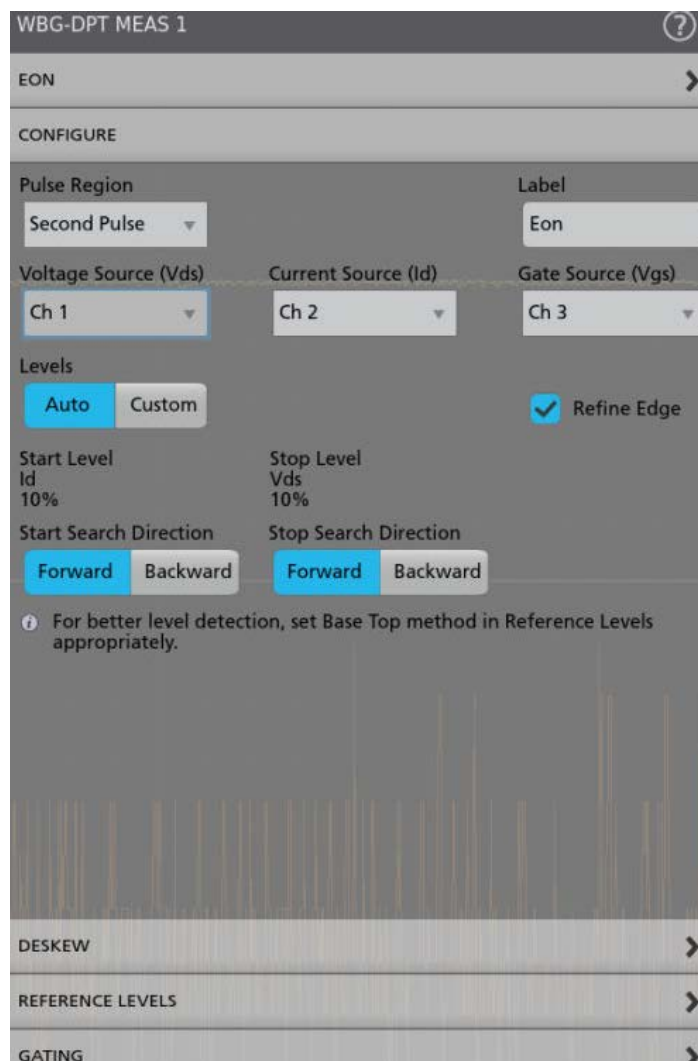 WBG-DPT MEAS 1
?
EON
CONFIGURE
Pulse Region
Label
Second Pulse
Eon
Voltage Source (Vds)
Current Source (Id)
Gate Source (Vgs)
Ch 1
Ch 2
Ch 3
Levels
Auto
Custom
Refine Edge
Start Level
Id
10%
Stop Level
Vds
10%
Start Search Direction
Stop Search Direction
Forward
Backward
Forward
Backward
i For better level detection, set Base Top method in Reference Levels
appropriately.
DESKEW
REFERENCE LEVELS
GATING